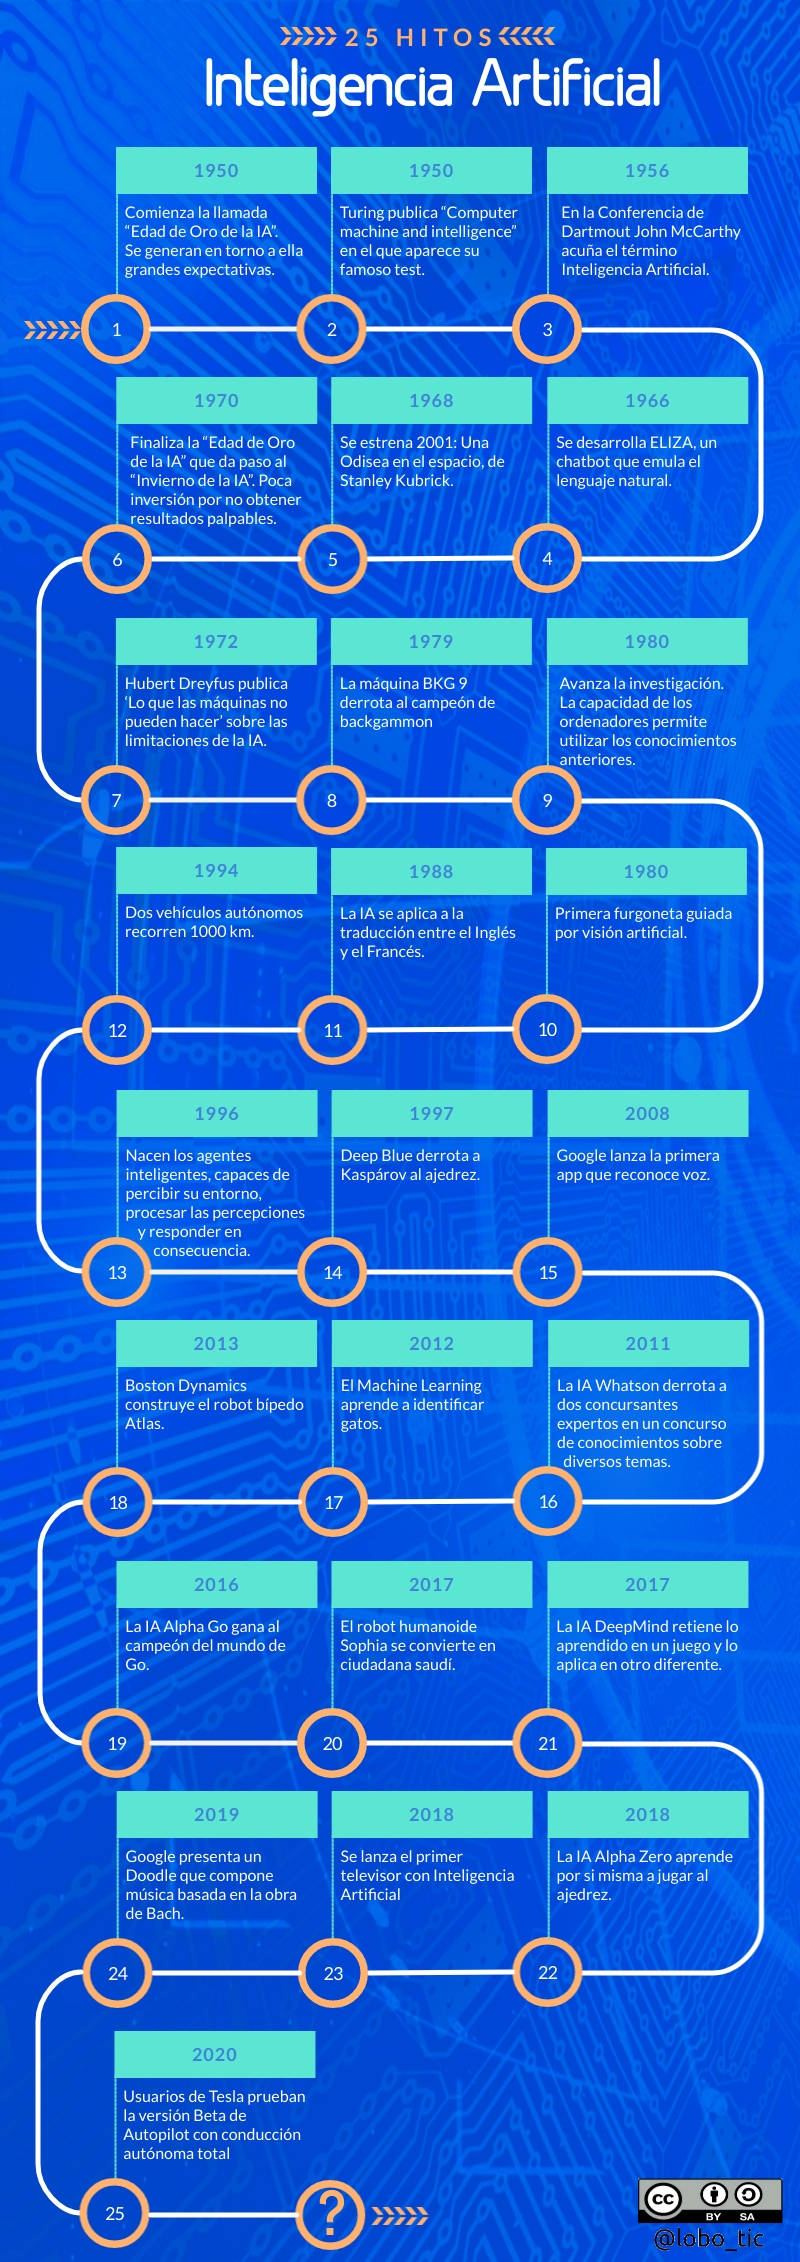 25 HITOS
Inteligencia Artificial
1950
Comienza la llamada
“Edad de Oro de la IA”.
Se generan en torno a ella
grandes expectativas.
1
1950
Turing publica “Computer
machine and intelligence”
en el que aparece su
famoso test.
2
1956
En la Conferencia de
Dartmout John McCarthy
acuña el término
Inteligencia Artificial.
3
1966
Se desarrolla ELIZA, un
chatbot que emula el
lenguaje natural.
4
1968
Se estrena 2001: Una
Odisea en el espacio, de
Stanley Kubrick.
5
1970
Finaliza la “Edad de Oro
de la IA” que da paso al
“Invierno de la IA”. Poca
inversión por no obtener
resultados palpables.
6
1972
Hubert Dreyfus publica
‘Lo que las máquinas no
pueden hacer’ sobre las
limitaciones de la IA.
7
1979
La máquina BKG 9
derrota al campeón de
backgammon
8
1980
Avanza la investigación.
La capacidad de los
ordenadores permite
utilizar los conocimientos
anteriores.
9
1980
Primera furgoneta guiada
por visión artificial.
10
1988
La IA se aplica a la
traducción entre el Inglés
y el Francés.
11
1994
Dos vehículos autónomos
recorren 1000 km.
12
1996
Nacen los agentes
inteligentes, capaces de
percibir su entorno,
procesar las percepciones
y responder en
consecuencia.
13
1997
Deep Blue derrota a
Kaspárov al ajedrez.
14
2008
Google lanza la primera
app que reconoce voz.
15
2011
La IA Whatson derrota a
dos concursantes
expertos en un concurso
de conocimientos sobre
diversos temas.
16
2012
El Machine Learning
aprende a identificar
gatos.
17
2013
Boston Dynamics
construye el robot bípedo
Atlas.
18
2016
La IA Alpha Go gana al
campeón del mundo de
Go.
19
2017
El robot humanoide
Sophia se convierte en
ciudadana saudí.
20
2017
La IA DeepMind retiene lo
aprendido en un juego y lo
aplica en otro diferente.
21
2018
La IA Alpha Zero aprende
por si misma a jugar al
ajedrez.
22
2018
Se lanza el primer
televisor con Inteligencia
Artificial
23
2019
Google presenta un
Doodle que compone
música basada en la obra
de Bach.
24
2020
Usuarios de Tesla prueban
la versión Beta de
Autopilot con conducción
autónoma total
25
?
cc
BY SA
@lobo_tic